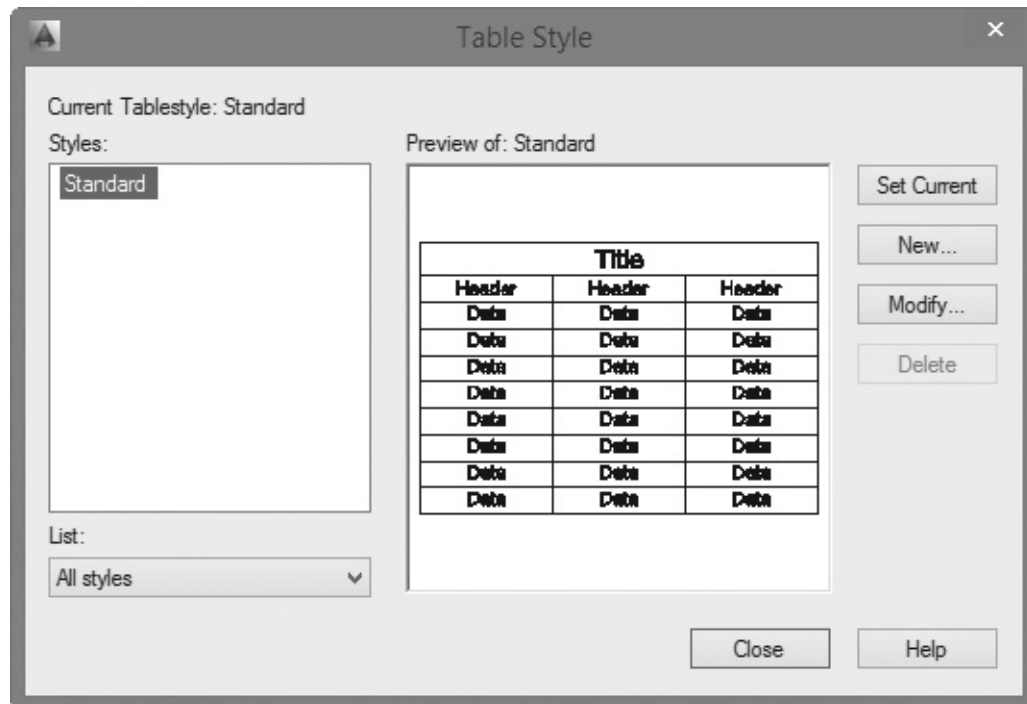 Table Style
Current Tablestyle: Standard
Styles:
Standard
List:
All styles
Preview of: Standard
Title
Header Header Header
Data Data Data
Data Data Data
Data Data Data
Data Data Data
Data Data Data
Data Data Data
Data Data Data
Data Data Data
Set Current
New...
Modify...
Delete
Close Help